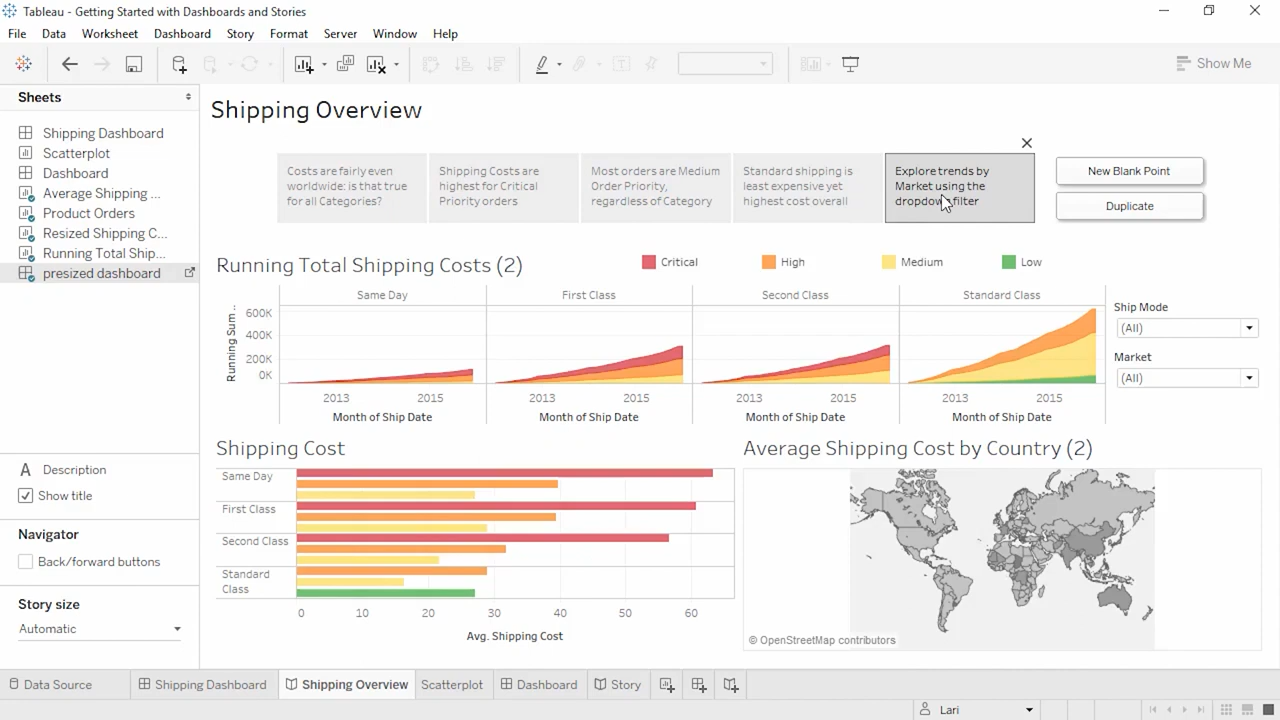 Tableau - Getting Started with Dashboards and Stories
File Data Worksheet Dashboard Story Format Server Window Help
Show Me
Sheets
Shipping Dashboard
Scatterplot
Dashboard
Average Shipping ...
Product Orders
Resized Shipping C...
Running Total Ship...
presized dashboard
A Description
Show title
Navigator
Back/forward buttons
Story size
Automatic
Shipping Overview
Costs are fairly even
worldwide: is that true
for all Categories?
Shipping Costs are
highest for Critical
Priority orders
Most orders are Medium
Order Priority,
regardless of Category
Standard shipping is
least expensive yet
highest cost overall
Explore trends by
Market using the
dropdown filter
New Blank Point
Duplicate
Running Total Shipping Costs (2)
Critical High Medium Low
Same Day First Class Second Class Standard Class
Running Sum ..
600K
400K
200K
0K
2013 2015 2013 2015 2013 2015 2013 2015
Month of Ship Date Month of Ship Date Month of Ship Date Month of Ship Date
Ship Mode
(All)
Market
(All)
Shipping Cost
Same Day
First Class
Second Class
Standard
Class
0 10 20 30 40 50 60
Avg. Shipping Cost
Average Shipping Cost by Country (2)
© OpenStreetMap contributors
Data Source Shipping Dashboard Shipping Overview Scatterplot Dashboard Story
Lari